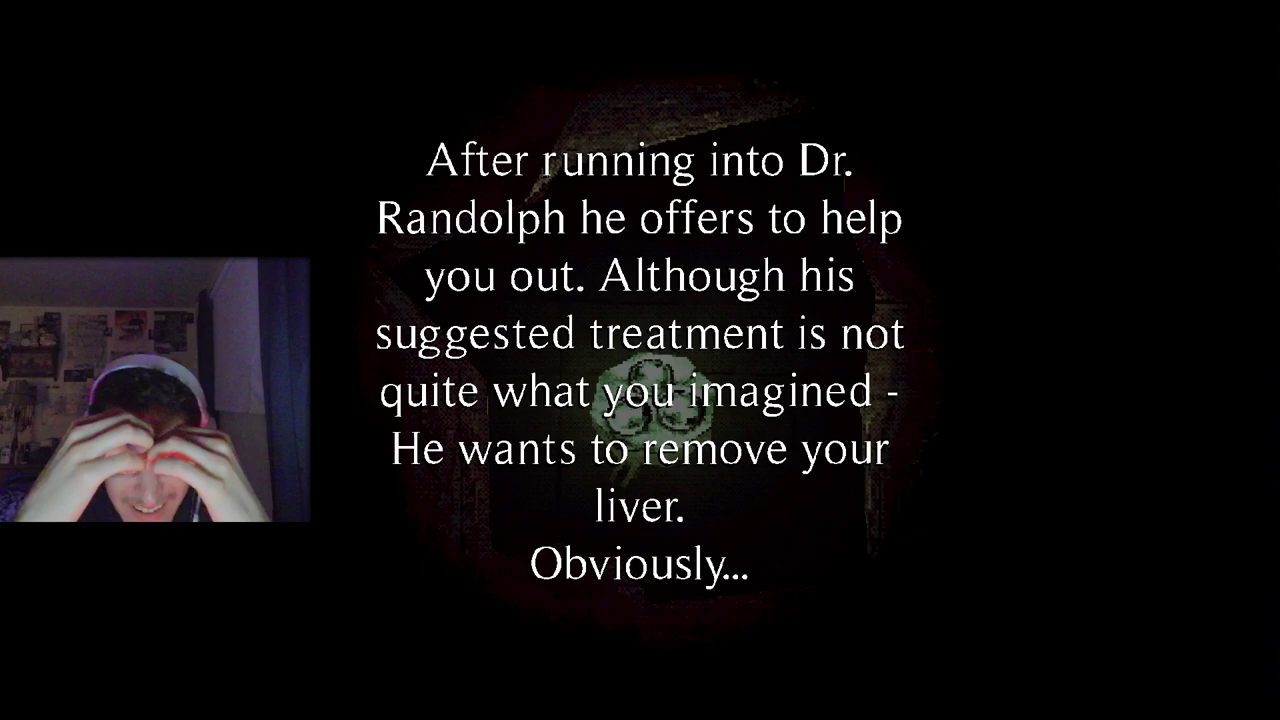 After running into Dr.
Randolph he offers to help
you out. Although his
suggested treatment is not
quite what you imagined -
He wants to remove your
liver.
Obviously...